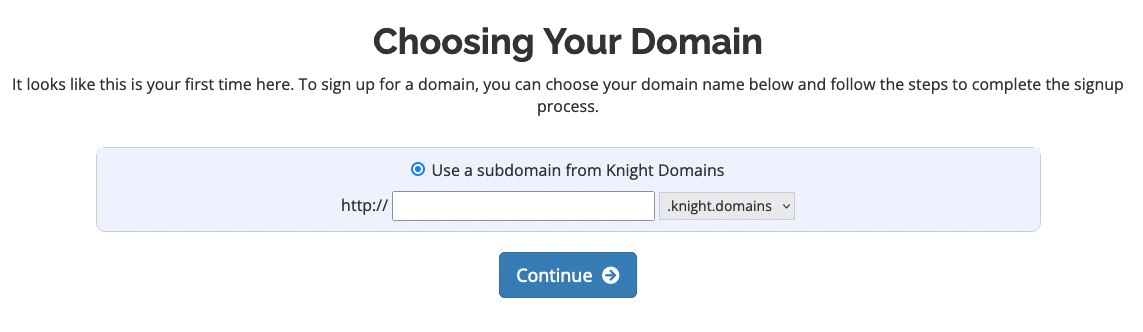 Choosing Your Domain
It looks like this is your first time here. To sign up for a domain, you can choose your domain name below and follow the steps to complete the signup
process.
Use a subdomain from Knight Domains
http:// .knight.domains
Continue